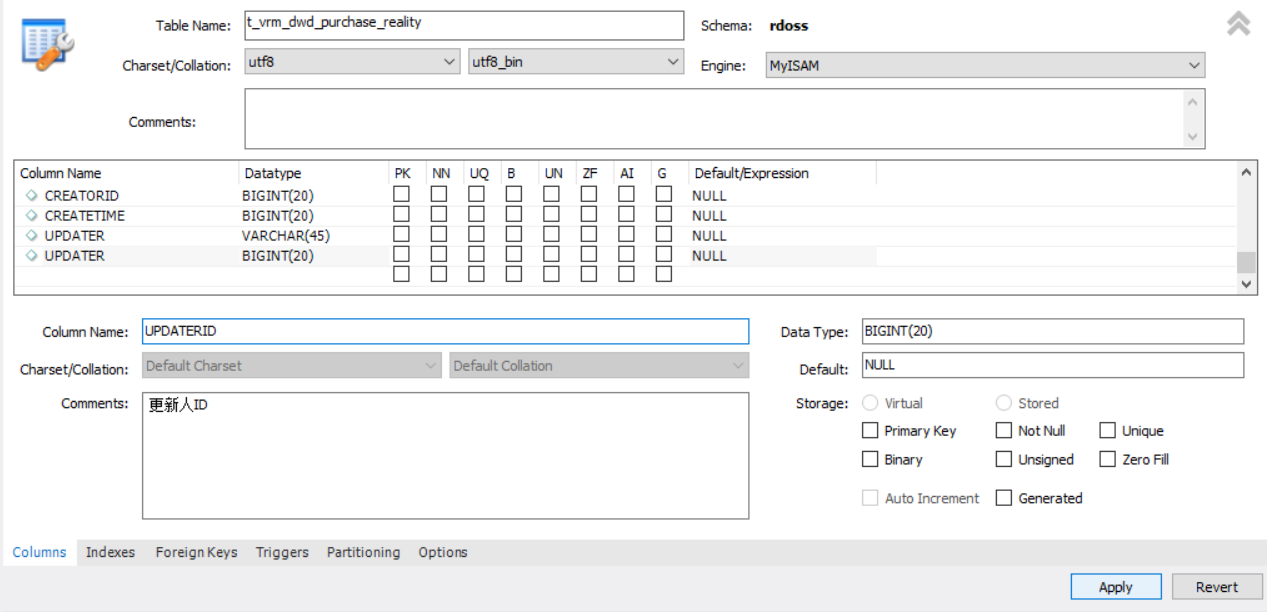 Table Name: t_vrm_dwd_purchase_reality Schema: rdoss
Charset/Collation: utf8 utf8_bin Engine: MyISAM
Comments:
Column Name Datatype PK NN UQ B UN ZF AI G Default/Expression
CREATORID BIGINT(20) NULL
CREATETIME BIGINT(20) NULL
UPDATER VARCHAR(45) NULL
UPDATER BIGINT(20) NULL
Column Name: UPDATERID Data Type: BIGINT(20)
Charset/Collation: Default Charset Default Collation Default: NULL
Comments: 更新人ID Storage: Virtual Stored
Primary Key Not Null Unique
Binary Unsigned Zero Fill
Auto Increment Generated
Columns Indexes Foreign Keys Triggers Partitioning Options
Apply Revert